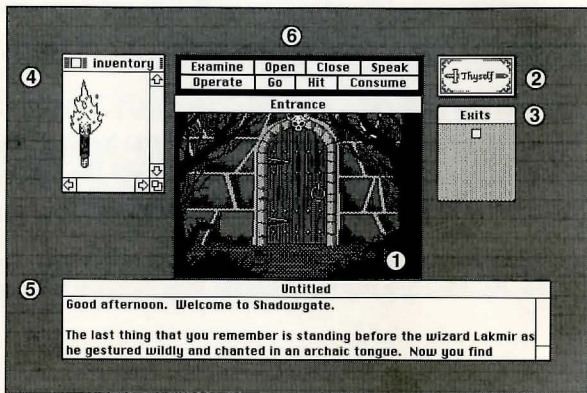 6
4
inventory
Examine Open Close Speak
Operate Go Hit Consume
Thyself
2
Entrance
Exits
3
1
5
Untitled
Good afternoon. Welcome to Shadowgate.
The last thing that you remember is standing before the wizard Lakmir as
he gestured wildly and chanted in an archaic tongue. Now you find